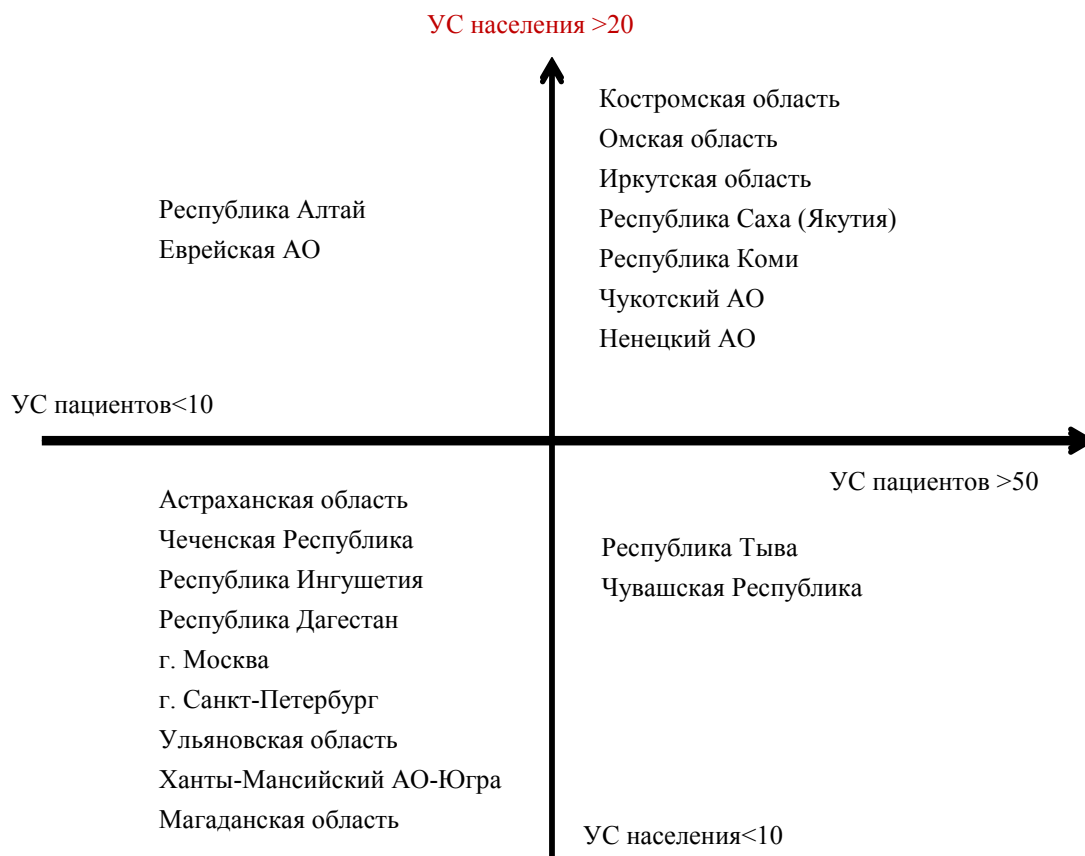 УС населения >20
Костромская область
Омская область
Иркутская область
Республика Саха (Якутия)
Республика Коми
Чукотский АО
Ненецкий АО
Республика Алтай
Еврейская АО
УС пациентов<10
УС пациентов >50
Астраханская область
Чеченская Республика
Республика Ингушетия
Республика Дагестан
г. Москва
г. Санкт-Петербург
Ульяновская область
Ханты-Мансийский АО-Югра
Магаданская область
Республика Тыва
Чувашская Республика
УС населения<10